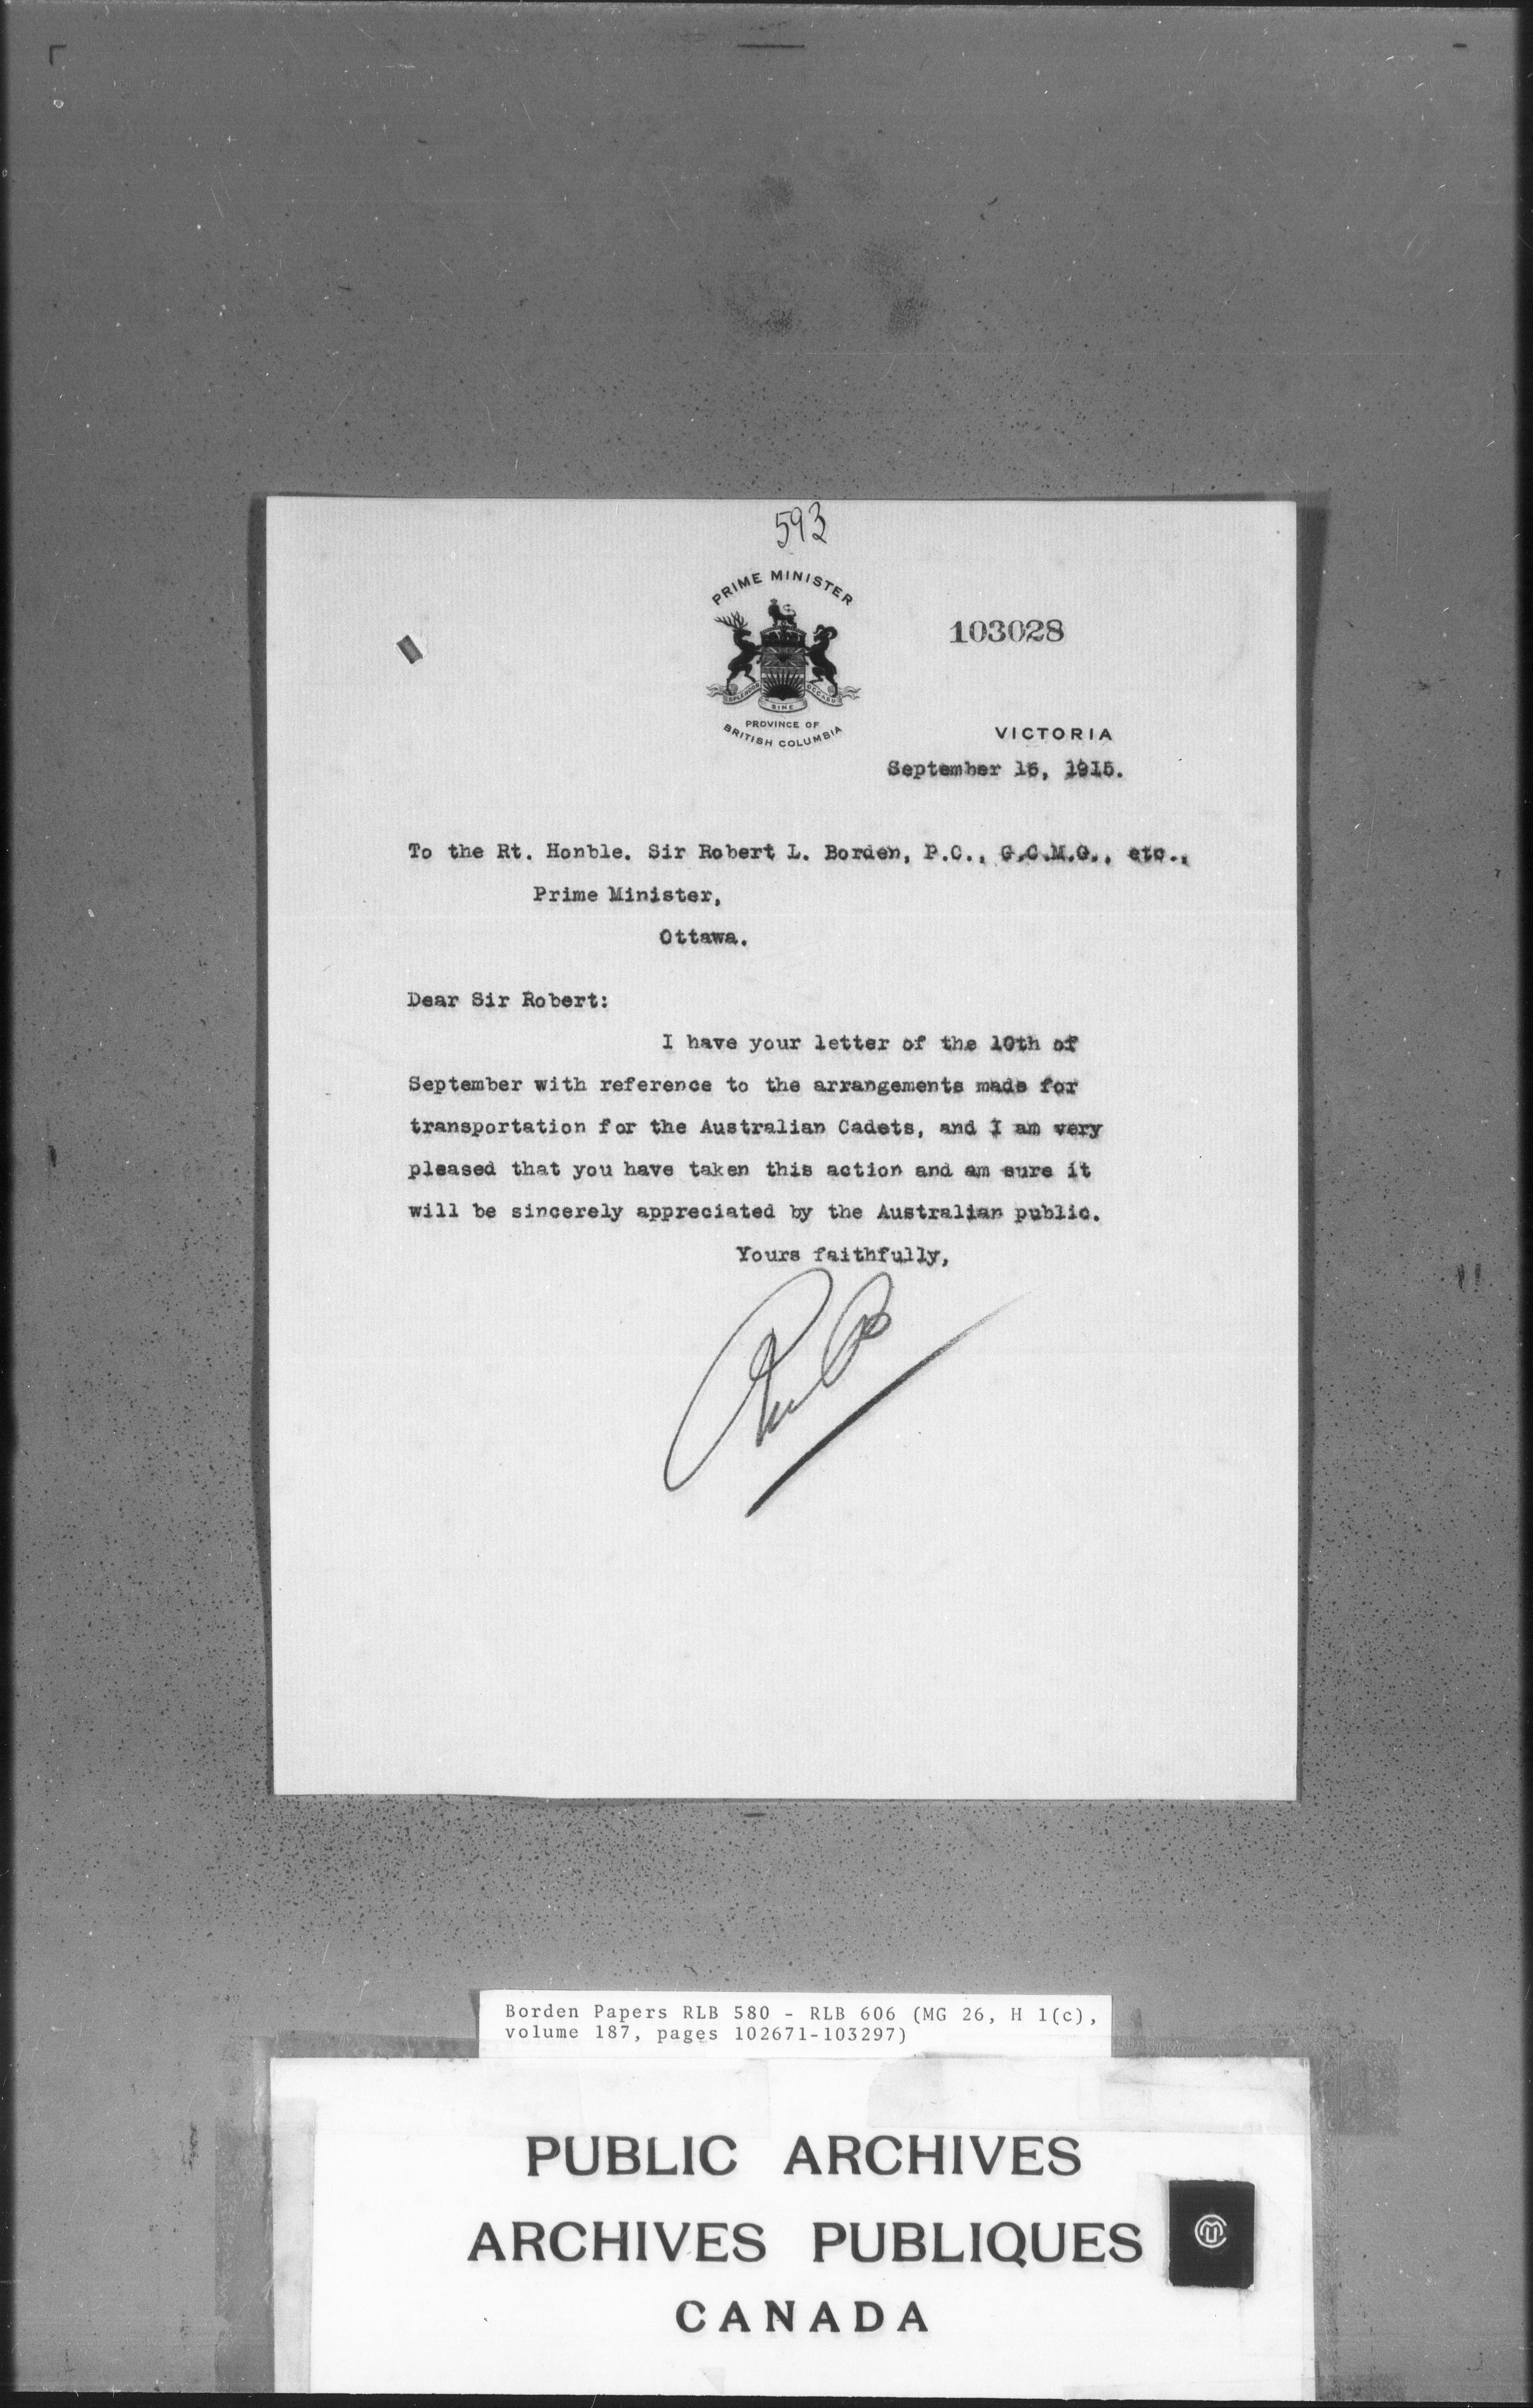 593
PRIME MINISTER
103028
SPLENDOR SINE OCCASU
PROVINCE OF
BRITISH COLUMBIA
VICTORIA
September 15, 1915.
To the Rt. Honble. Sir Robert L. Borden, P.C., G.C.M.G., etc.,
Prime Minister,
Ottawa.
Dear Sir Robert:
I have your letter of the 10th of
September with reference to the arrangements made for
transportation for the Australian Cadets, and I am very
pleased that you have taken this action and am sure it
will be sincerely appreciated by the Australian public.
Yours faithfully,
Borden Papers RLB 580 - RLB 606 (MG 26, H 1(c),
volume 187, pages 102671-103297)
PUBLIC ARCHIVES
ARCHIVES PUBLIQUES
CANADA